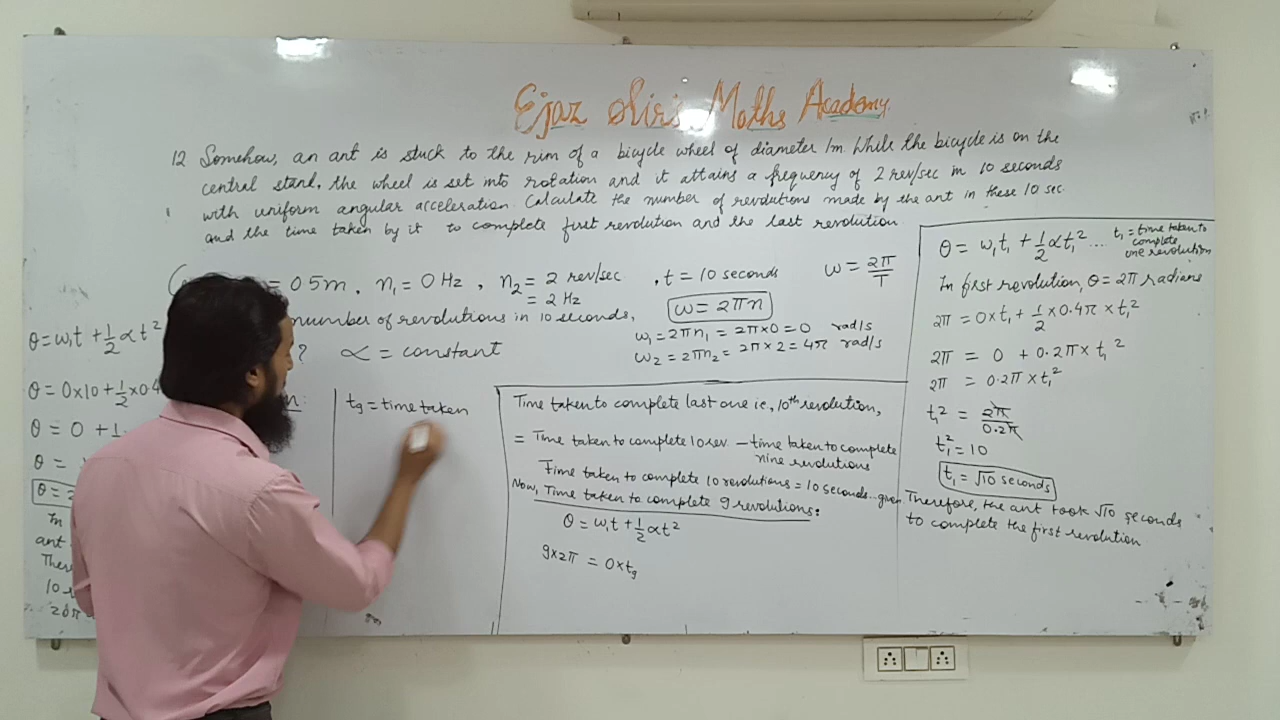 Ejaz Sir's Maths Academy
12 Somehow, an ant is stuck to the rim of a bicycle wheel of diameter 1m. While the bicycle is on the
central stand, the wheel is set into rotation and it attains a frequency of 2 rev/sec in 10 seconds
with uniform angular acceleration. Calculate the number of revolutions made by the ant in these 10 sec.
and the time taken by it to complete first revolution and the last revolution
= 0.5m, n₁ = 0 Hz, n₂ = 2 rev/sec, t = 10 seconds
= 2 Hz
ω = 2π/T
ω = 2πn
number of revolutions in 10 seconds,
ω₁ = 2πn₁ = 2π×0 = 0 rad/s
ω₂ = 2πn₂ = 2π×2 = 4π rad/s
? α = constant
θ = ω₁t + ½αt²
θ = 0×10 + ½×0.4
θ = 0 +
θ =
θ = 2
In
ant
10
t₉ = time taken
Time taken to complete last one i.e., 10th revolution,
= Time taken to complete 10 rev – time taken to complete
nine revolutions
Time taken to complete 10 revolutions = 10 seconds...given
Now, Time taken to complete 9 revolutions:
θ = ω₁t + ½αt²
9×2π = 0×t₉
θ = ω₁t₁ + ½αt₁² .... t₁ = time taken to
complete
one revolution
In first revolution, θ = 2π radians
2π = 0×t₁ + ½×0.4π×t₁²
2π = 0 + 0.2π×t₁²
2π = 0.2π×t₁²
t₁² = 2π/0.2π
t₁² = 10
t₁ = √10 seconds
Therefore, the ant took √10 seconds
to complete the first revolution